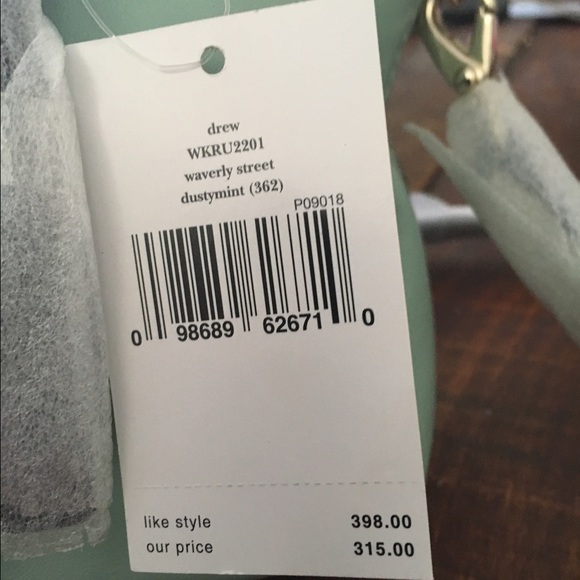 drew
WKRU2201
waverly street
dustymint (362)
P09018
0 98689 62671 0
like style 398.00
our price 315.00